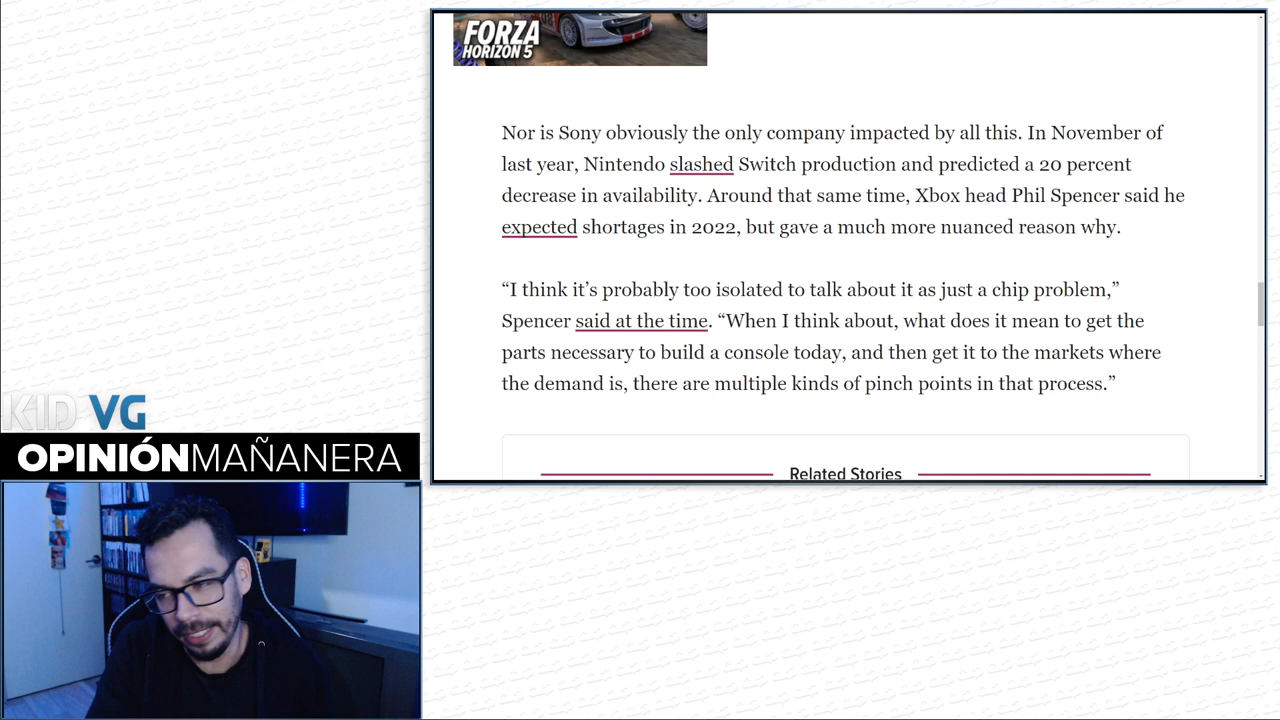 FORZA
HORIZON 5
Nor is Sony obviously the only company impacted by all this. In November of
last year, Nintendo slashed Switch production and predicted a 20 percent
decrease in availability. Around that same time, Xbox head Phil Spencer said he
expected shortages in 2022, but gave a much more nuanced reason why.
“I think it’s probably too isolated to talk about it as just a chip problem,”
Spencer said at the time. “When I think about, what does it mean to get the
parts necessary to build a console today, and then get it to the markets where
the demand is, there are multiple kinds of pinch points in that process.”
Related Stories
KID VG
OPINIÓNMAÑANERA